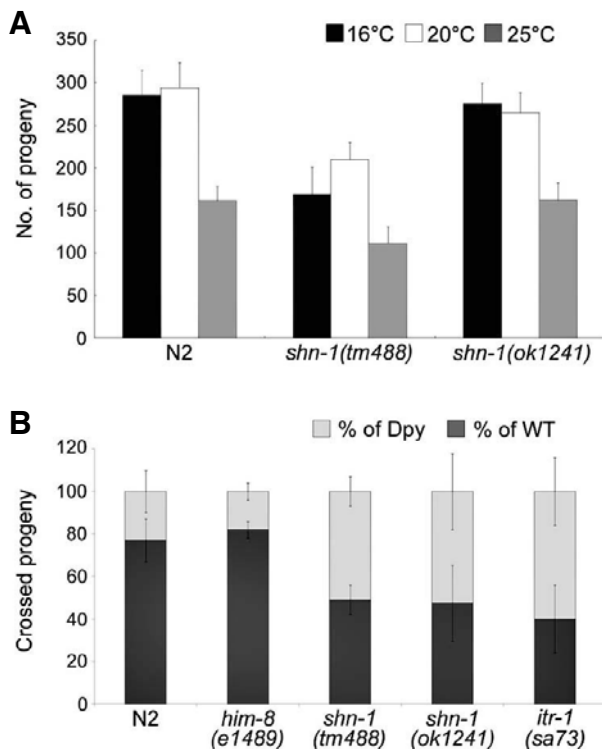 A
16°C 20°C 25°C
350
300
250
200
150
100
50
0
No. of progeny
N2 shn-1(tm488) shn-1(ok1241)
B
% of Dpy % of WT
120
100
80
60
40
20
0
Crossed progeny
N2 him-8 shn-1 shn-1 itr-1
(e1489) (tm488) (ok1241) (sa73)